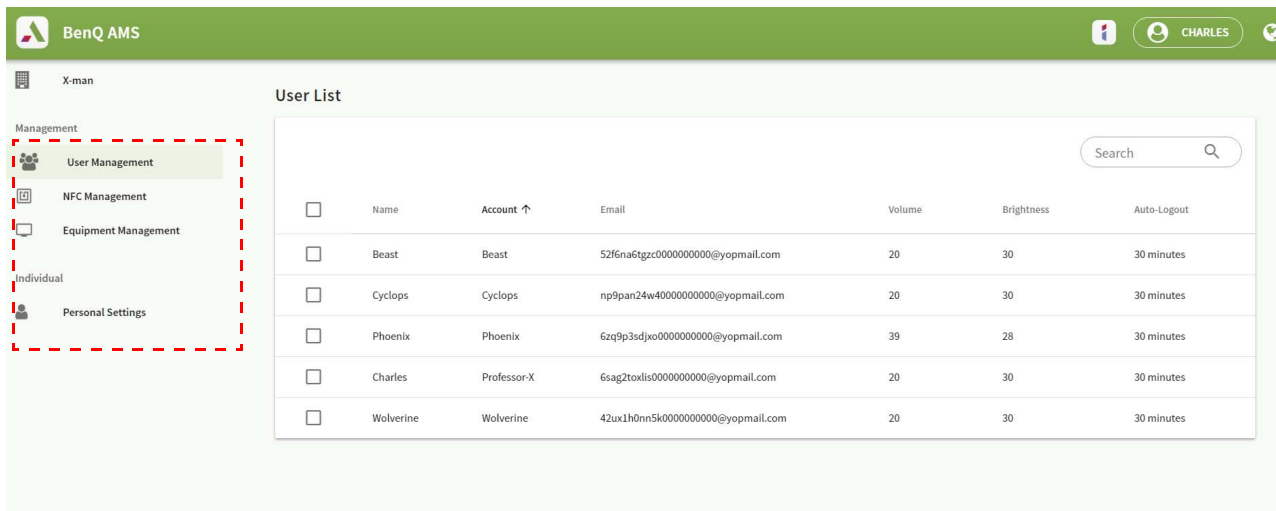 BenQ AMS
CHARLES
X-man
User List
Management
User Management
Search
NFC Management
Name Account ↑ Email Volume Brightness Auto-Logout
Equipment Management
Beast Beast 52f6na6tgzc0000000000@yopmail.com 20 30 30 minutes
Individual
Cyclops Cyclops np9pan24w40000000000@yopmail.com 20 30 30 minutes
Personal Settings
Phoenix Phoenix 6zq9p3sdjxo0000000000@yopmail.com 39 28 30 minutes
Charles Professor-X 6sag2toxlis0000000000@yopmail.com 20 30 30 minutes
Wolverine Wolverine 42ux1h0nn5k0000000000@yopmail.com 20 30 30 minutes